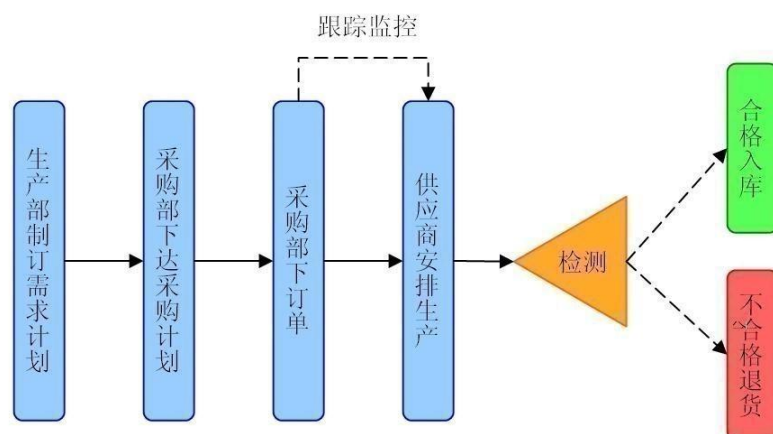 跟踪监控
生产部制订需求计划
采购部下达采购计划
采购部下订单
供应商安排生产
检测
合格入库
不合格退货